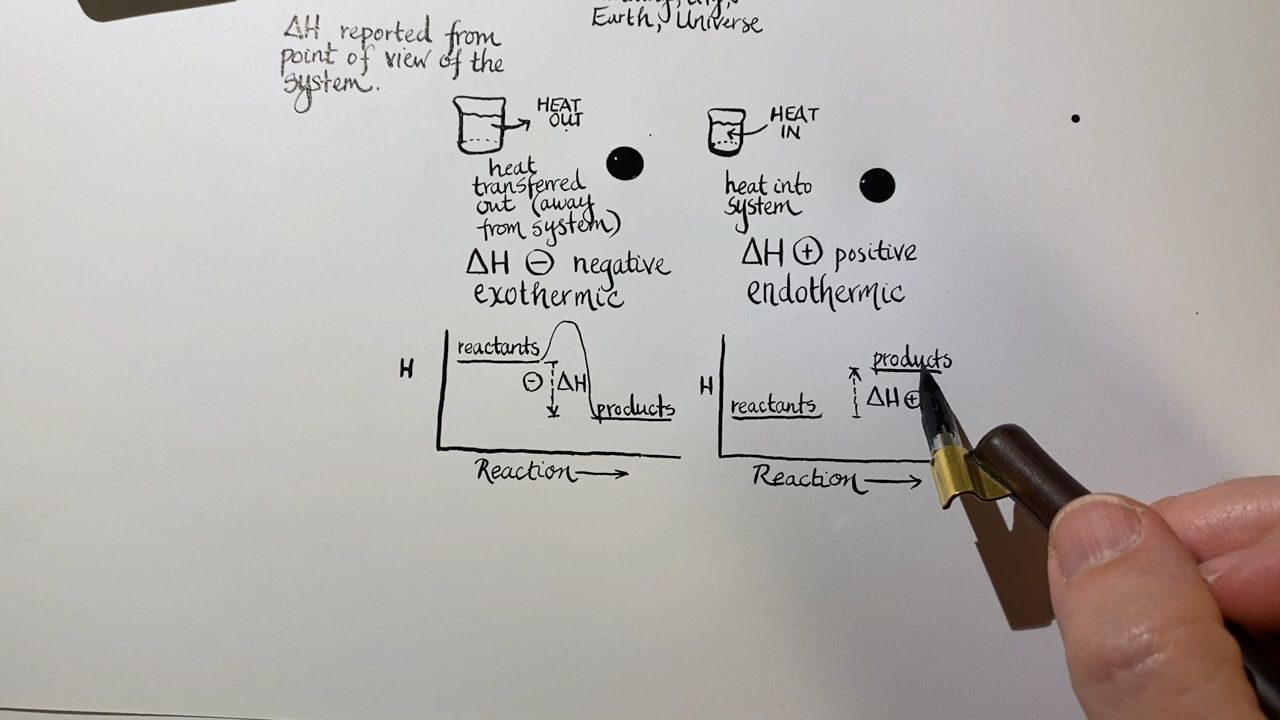 Earth, Universe
ΔH reported from
point of view of the
system.
HEAT
OUT
heat
transferred
out (away
from system)
ΔH ⊖ negative
exothermic
HEAT
IN
heat into
system
ΔH ⊕ positive
endothermic
H
reactants
⊖ ΔH
products
Reaction →
H
reactants
products
ΔH ⊕
Reaction →